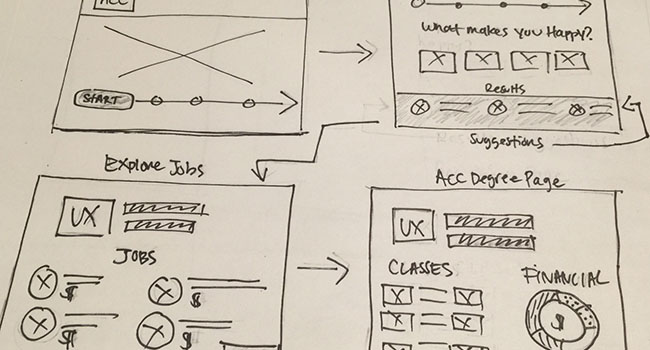 ACC
START
What makes you Happy?
Results
Suggestions
Explore Jobs
UX
JOBS
$
$
$
$
ACC Degree Page
UX
CLASSES
FINANCIAL
$